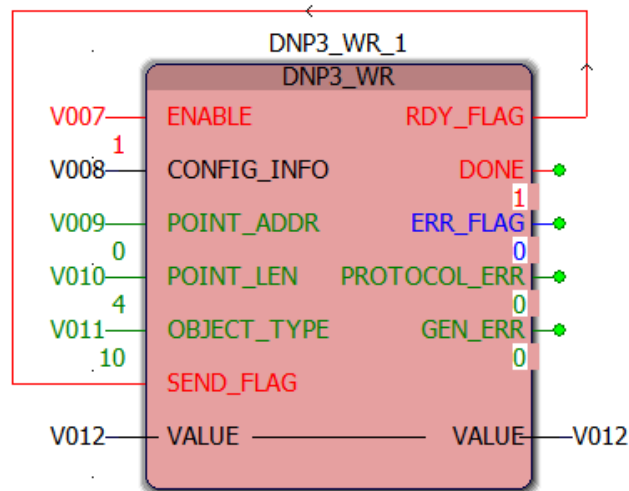 DNP3_WR_1
DNP3_WR
V007 ENABLE RDY_FLAG
1
V008 CONFIG_INFO DONE
1
V009 POINT_ADDR ERR_FLAG
0 0
V010 POINT_LEN PROTOCOL_ERR
4 0
V011 OBJECT_TYPE GEN_ERR
10 0
SEND_FLAG
V012 VALUE VALUE V012